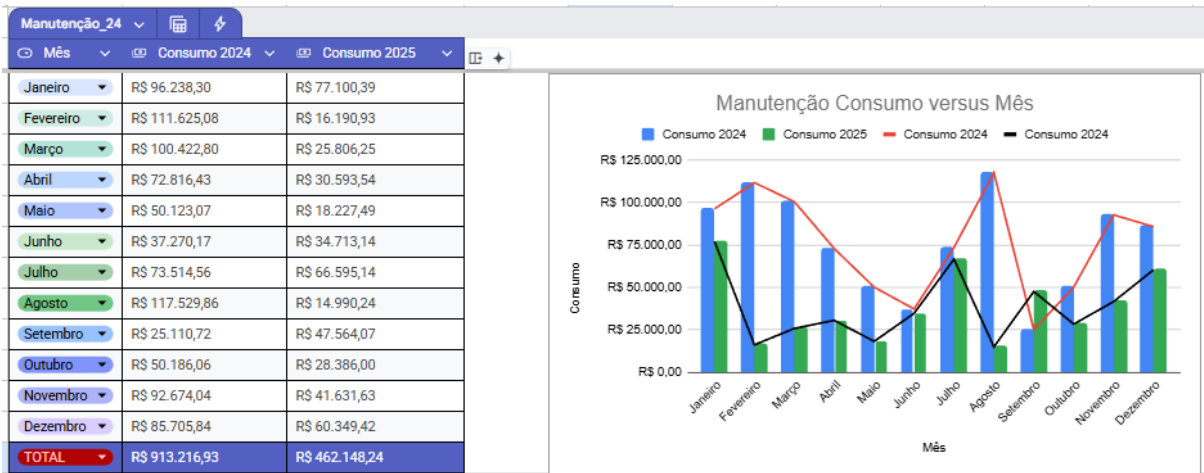 Manutenção_24
Mês Consumo 2024 Consumo 2025
Janeiro R$ 96.238,30 R$ 77.100,39
Fevereiro R$ 111.625,08 R$ 16.190,93
Março R$ 100.422,80 R$ 25.806,25
Abril R$ 72.816,43 R$ 30.593,54
Maio R$ 50.123,07 R$ 18.227,49
Junho R$ 37.270,17 R$ 34.713,14
Julho R$ 73.514,56 R$ 66.595,14
Agosto R$ 117.529,86 R$ 14.990,24
Setembro R$ 25.110,72 R$ 47.564,07
Outubro R$ 50.186,06 R$ 28.386,00
Novembro R$ 92.674,04 R$ 41.631,63
Dezembro R$ 85.705,84 R$ 60.349,42
TOTAL R$ 913.216,93 R$ 462.148,24
Manutenção Consumo versus Mês
Consumo 2024 Consumo 2025 Consumo 2024 Consumo 2024
R$ 125.000,00
R$ 100.000,00
R$ 75.000,00
R$ 50.000,00
R$ 25.000,00
R$ 0,00
Consumo
Janeiro Fevereiro Março Abril Maio Junho Julho Agosto Setembro Outubro Novembro Dezembro
Mês